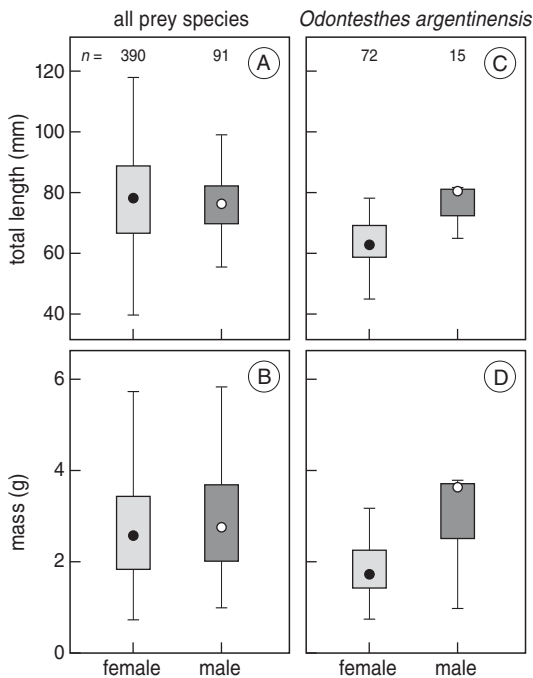 all prey species
Odontesthes argentinensis
n = 390 91 A
72 15 C
120
100
80
60
40
total length (mm)
B
D
6
4
2
0
mass (g)
female male
female male